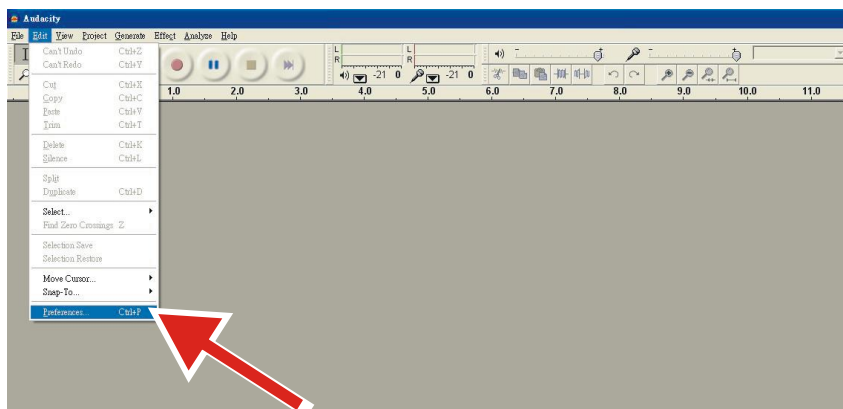 Audacity
File Edit View Project Generate Effect Analyze Help
Can't Undo Ctrl+Z
Can't Redo Ctrl+Y
Cut Ctrl+X
Copy Ctrl+C
Paste Ctrl+V
Trim Ctrl+T
Delete Ctrl+K
Silence Ctrl+L
Split
Duplicate Ctrl+D
Select...
Find Zero Crossings Z
Selection Save
Selection Restore
Move Cursor...
Snap-To...
Preferences... Ctrl+P
L L
R R
-21 0 -21 0
1.0 2.0 3.0 4.0 5.0 6.0 7.0 8.0 9.0 10.0 11.0